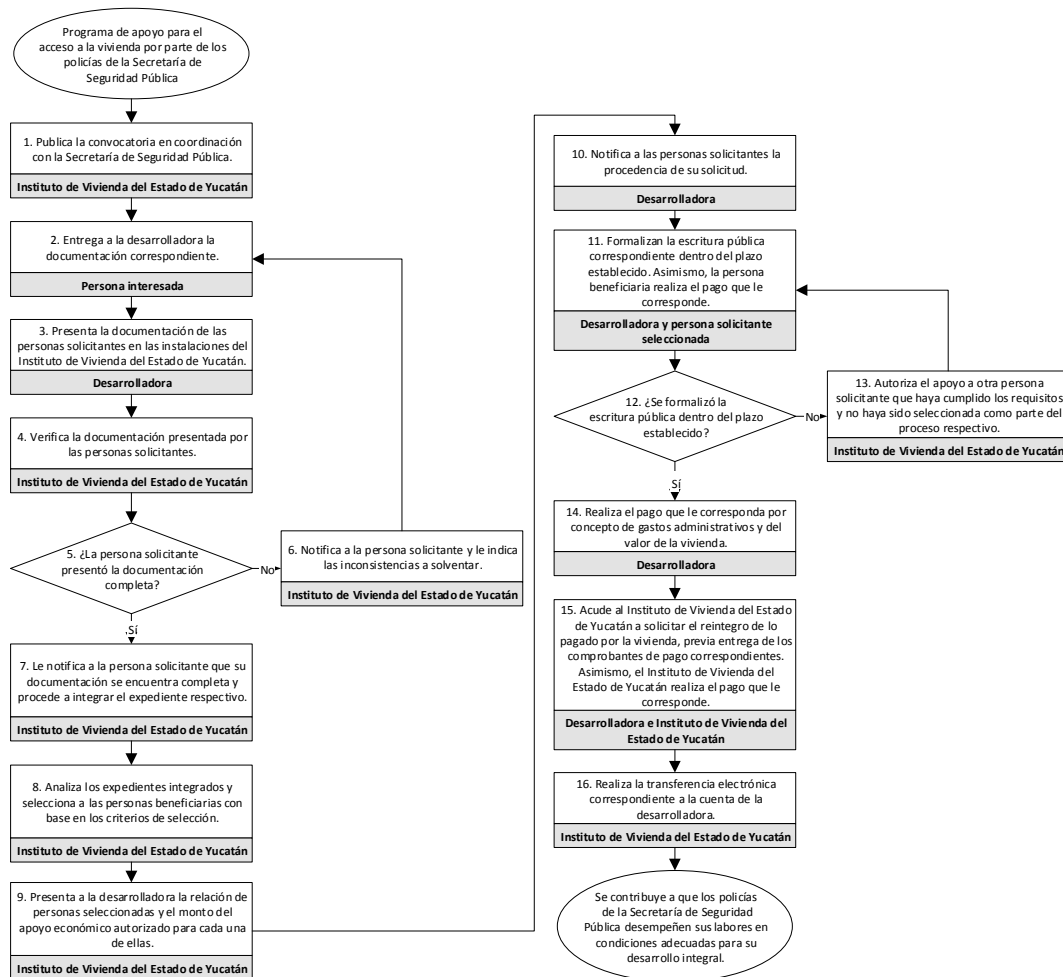 Programa de apoyo para el
acceso a la vivienda por parte de los
policías de la Secretaría de
Seguridad Pública
1. Publica la convocatoria en coordinación
con la Secretaría de Seguridad Pública.
Instituto de Vivienda del Estado de Yucatán
2. Entrega a la desarrolladora la
documentación correspondiente.
Persona interesada
3. Presenta la documentación de las
personas solicitantes en las instalaciones del
Instituto de Vivienda del Estado de Yucatán.
Desarrolladora
4. Verifica la documentación presentada por
las personas solicitantes.
Instituto de Vivienda del Estado de Yucatán
5. ¿La persona solicitante
presentó la documentación
completa?
No
6. Notifica a la persona solicitante y le indica
las inconsistencias a solventar.
Instituto de Vivienda del Estado de Yucatán
Sí
7. Le notifica a la persona solicitante que su
documentación se encuentra completa y
procede a integrar el expediente respectivo.
Instituto de Vivienda del Estado de Yucatán
8. Analiza los expedientes integrados y
selecciona a las personas beneficiarias con
base en los criterios de selección.
Instituto de Vivienda del Estado de Yucatán
9. Presenta a la desarrolladora la relación de
personas seleccionadas y el monto del
apoyo económico autorizado para cada una
de ellas.
Instituto de Vivienda del Estado de Yucatán
10. Notifica a las personas solicitantes la
procedencia de su solicitud.
Desarrolladora
11. Formalizan la escritura pública
correspondiente dentro del plazo
establecido. Asimismo, la persona
beneficiaria realiza el pago que le
corresponde.
Desarrolladora y persona solicitante
seleccionada
12. ¿Se formalizó la
escritura pública dentro del plazo
establecido?
No
13. Autoriza el apoyo a otra persona
solicitante que haya cumplido los requisitos
y no haya sido seleccionada como parte del
proceso respectivo.
Instituto de Vivienda del Estado de Yucatán
Sí
14. Realiza el pago que le corresponda por
concepto de gastos administrativos y del
valor de la vivienda.
Desarrolladora
15. Acude al Instituto de Vivienda del Estado
de Yucatán a solicitar el reintegro de lo
pagado por la vivienda, previa entrega de los
comprobantes de pago correspondientes.
Asimismo, el Instituto de Vivienda del
Estado de Yucatán realiza el pago que le
corresponde.
Desarrolladora e Instituto de Vivienda del
Estado de Yucatán
16. Realiza la transferencia electrónica
correspondiente a la cuenta de la
desarrolladora.
Instituto de Vivienda del Estado de Yucatán
Se contribuye a que los policías
de la Secretaría de Seguridad
Pública desempeñen sus labores en
condiciones adecuadas para su
desarrollo integral.